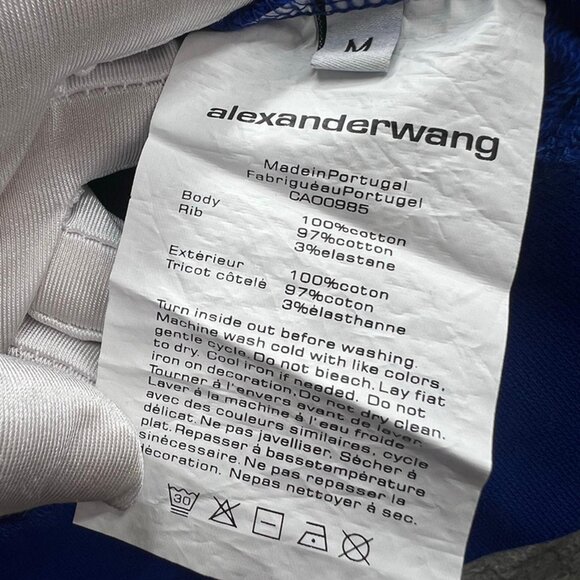 M
alexanderwang
MadeinPortugal
FabriguéauPortugel
CA00985
Body 100%cotton
Rib 97%cotton
3%elastane
Extérieur 100%coton
Tricot côtelé 97%coton
3%élasthanne
Turn inside out before washing.
Machine wash cold with like colors,
gentle cycle. Do not bleach. Lay fiat
to dry. Cool iron if needed. Do not
iron on decoration. Do not dry clean.
Tourner à l'envers avant de laver.
Laver à la machine à l'eau froide
avec des couleurs similaires, cycle
délicat. Ne pas javelliser. Sécher à
plat. Repasser à bassetempérature
sinécessaire. Ne pas repasser la
décoration. Nepas nettoyer à sec.
30